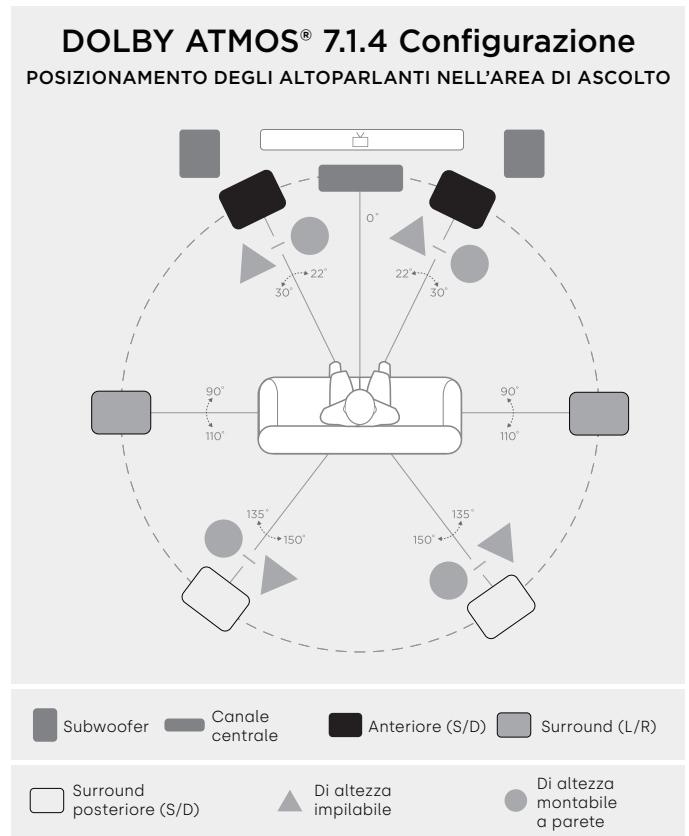 DOLBY ATMOS® 7.1.4 Configurazione
POSIZIONAMENTO DEGLI ALTOPARLANTI NELL'AREA DI ASCOLTO
0°
22°
30°
22°
30°
90°
110°
90°
110°
135°
150°
135°
150°
Subwoofer
Canale
centrale
Anteriore (S/D)
Surround (L/R)
Surround
posteriore (S/D)
Di altezza
impilabile
Di altezza
montabile
a parete